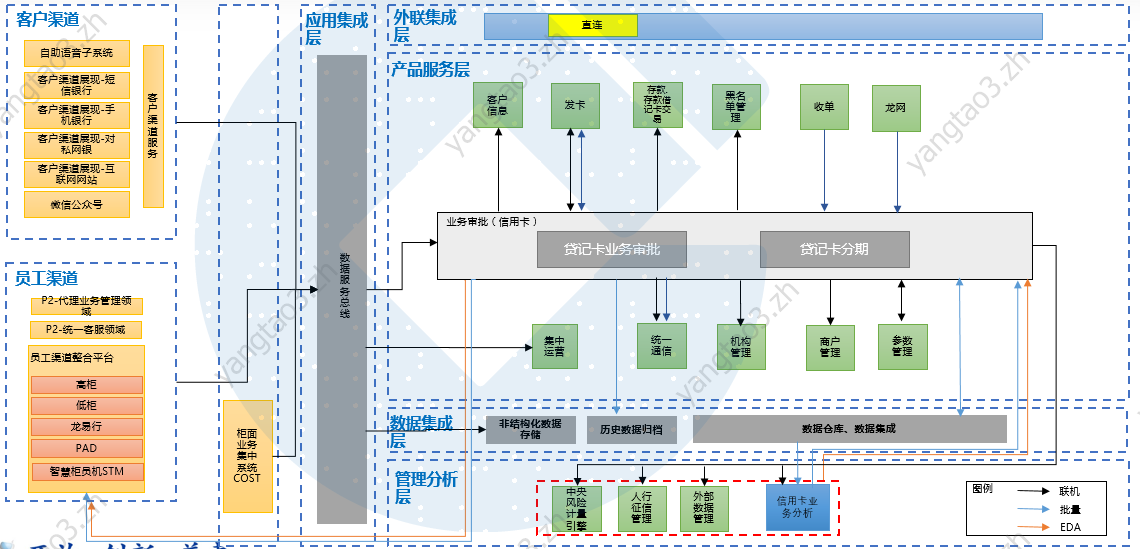 客户渠道
自助语音子系统
客户渠道展现-短
信银行
客户渠道展现-手
机银行
客户渠道展现-对
私网银
客户渠道展现-互
联网网站
微信公众号
客户渠道服务
员工渠道
P2-代理业务管理领
域
P2-统一客服领域
员工渠道整合平台
高柜
低柜
龙易行
PAD
智慧柜员机STM
柜面
业务
集中
系统
COST
应用集成
层
数据服务总线
外联集成
层
直连
产品服务层
客户
信息
发卡
存款、
存款借
记卡交
易
黑名
单管
理
收单
龙网
业务审批（信用卡）
贷记卡业务审批
贷记卡分期
集中
运营
统一
通信
机构
管理
商户
管理
参数
管理
数据集成
层
非结构化数据
存储
历史数据归档
数据仓库、数据集成
管理分析
层
中央
风险
计量
引擎
人行
征信
管理
外部
数据
管理
信用卡业
务分析
图例
联机
批量
EDA
yangtao3.zh
yangtao3.zh
yangtao3.zh
yangtao3.zh
yangtao3.zh